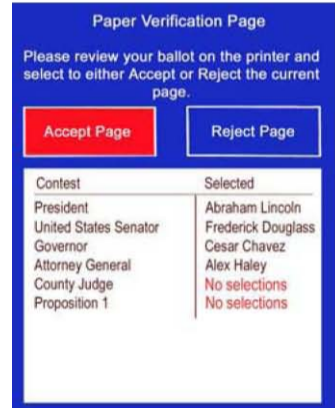 Paper Verification Page
Please review your ballot on the printer and
select to either Accept or Reject the current
page.
Accept Page Reject Page
Contest Selected
President Abraham Lincoln
United States Senator Frederick Douglass
Governor Cesar Chavez
Attorney General Alex Haley
County Judge No selections
Proposition 1 No selections